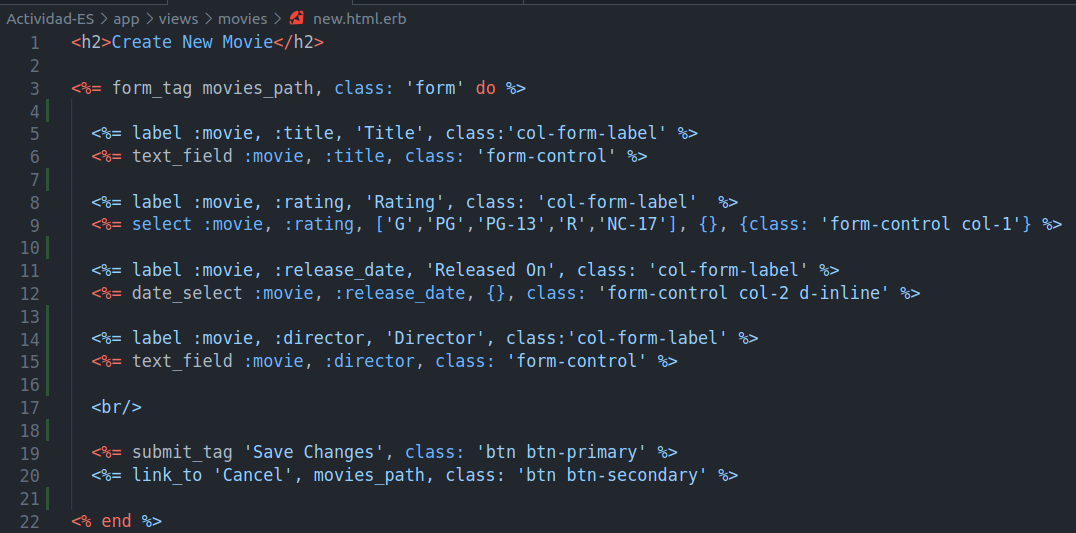 Actividad-ES > app > views > movies > new.html.erb
1 <h2>Create New Movie</h2>
2
3 <%= form_tag movies_path, class: 'form' do %>
4
5   <%= label :movie, :title, 'Title', class:'col-form-label' %>
6   <%= text_field :movie, :title, class: 'form-control' %>
7
8   <%= label :movie, :rating, 'Rating', class: 'col-form-label'  %>
9   <%= select :movie, :rating, ['G','PG','PG-13','R','NC-17'], {}, {class: 'form-control col-1'} %>
10
11   <%= label :movie, :release_date, 'Released On', class: 'col-form-label' %>
12   <%= date_select :movie, :release_date, {}, class: 'form-control col-2 d-inline' %>
13
14   <%= label :movie, :director, 'Director', class:'col-form-label' %>
15   <%= text_field :movie, :director, class: 'form-control' %>
16
17   <br/>
18
19   <%= submit_tag 'Save Changes', class: 'btn btn-primary' %>
20   <%= link_to 'Cancel', movies_path, class: 'btn btn-secondary' %>
21
22 <% end %>